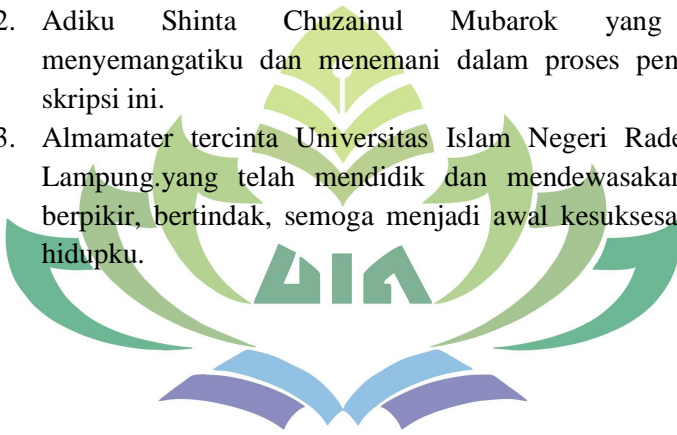 2. Adiku Shinta Chuzainul Mubarok yang
menyemangatiku dan menemani dalam proses pen
skripsi ini.
3. Almamater tercinta Universitas Islam Negeri Rade
Lampung.yang telah mendidik dan mendewasakan
berpikir, bertindak, semoga menjadi awal kesuksesa
hidupku.
UIN